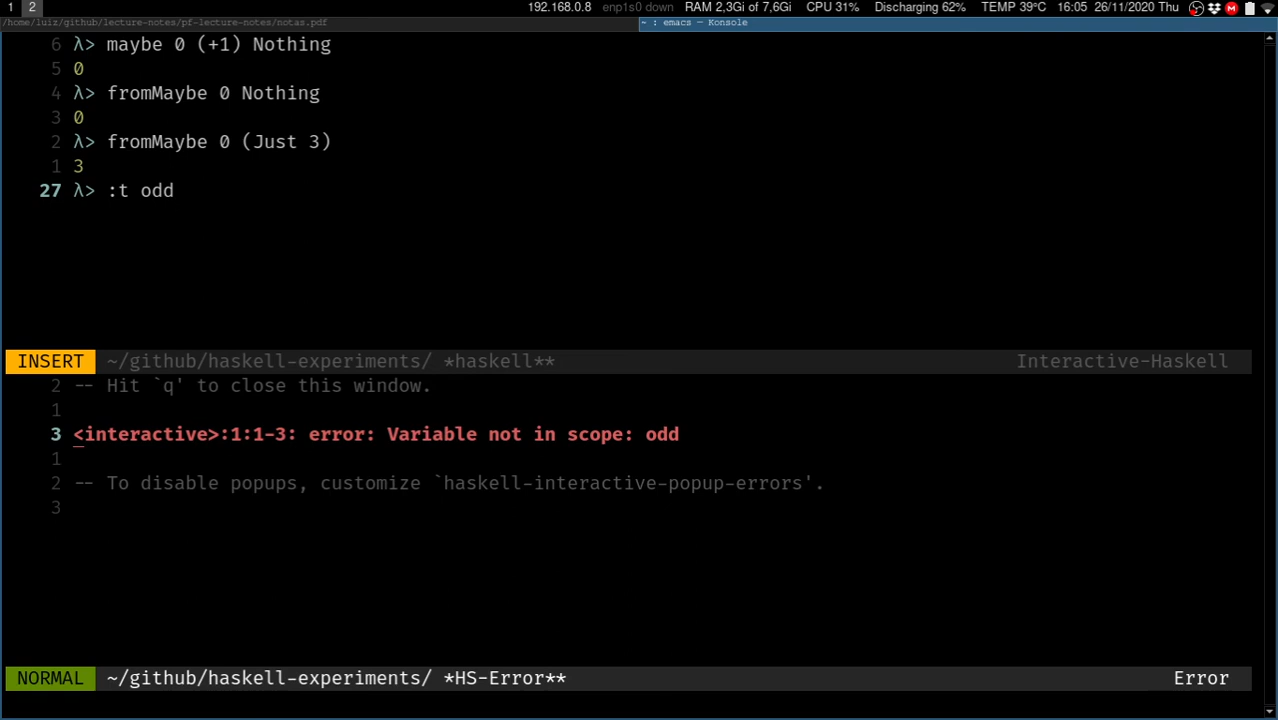 1 2 192.168.0.8 enp1s0 down RAM 2,3Gi of 7,6Gi CPU 31% Discharging 62% TEMP 39ºC 16:05 26/11/2020 Thu
/home/luiz/github/lecture-notes/pf-lecture-notes/notas.pdf ~ : emacs — Konsole
6 λ> maybe 0 (+1) Nothing
5 0
4 λ> fromMaybe 0 Nothing
3 0
2 λ> fromMaybe 0 (Just 3)
1 3
27 λ> :t odd
INSERT ~/github/haskell-experiments/ *haskell** Interactive-Haskell
2 -- Hit `q' to close this window.
1
3 <interactive>:1:1-3: error: Variable not in scope: odd
1
2 -- To disable popups, customize `haskell-interactive-popup-errors'.
3
NORMAL ~/github/haskell-experiments/ *HS-Error** Error